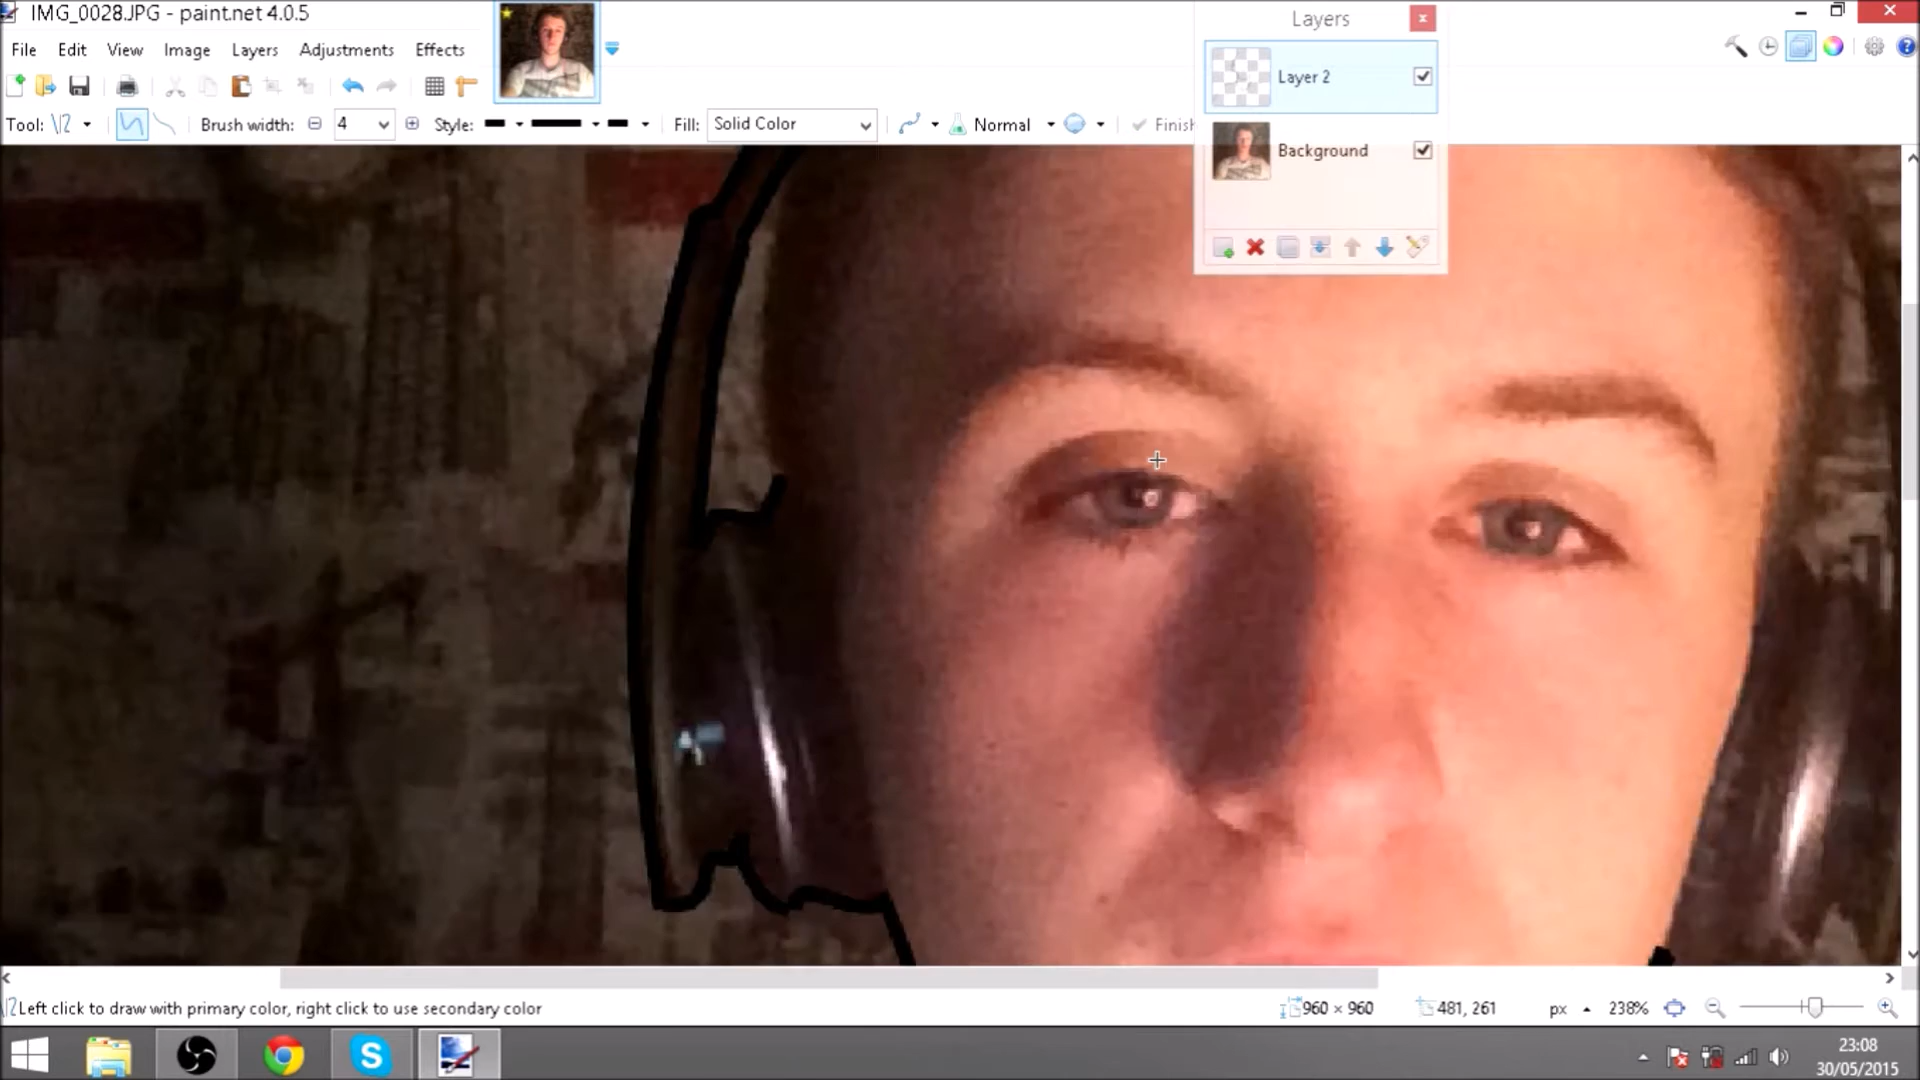 IMG_0028.JPG - paint.net 4.0.5
File Edit View Image Layers Adjustments Effects
Tool: Brush width: 4 Style: Fill: Solid Color Normal Finish
Layers
Layer 2
Background
Left click to draw with primary color, right click to use secondary color
960 × 960 481, 261 px 238%
23:08
30/05/2015